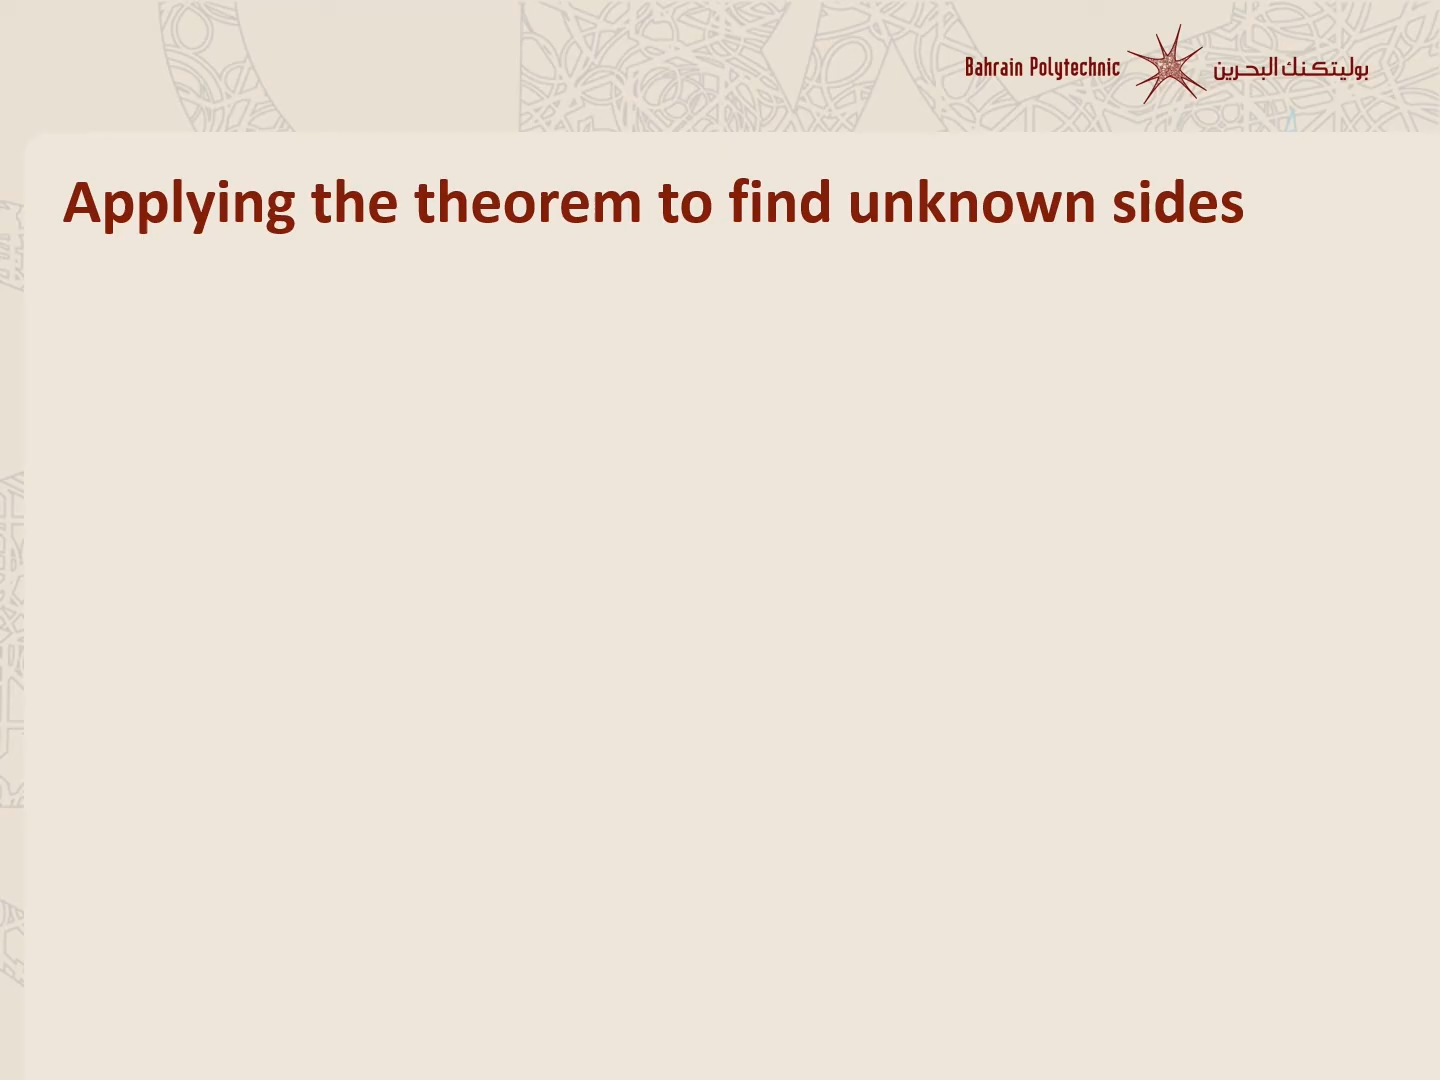 Bahrain Polytechnic بوليتكنك البحرين
Applying the theorem to find unknown sides